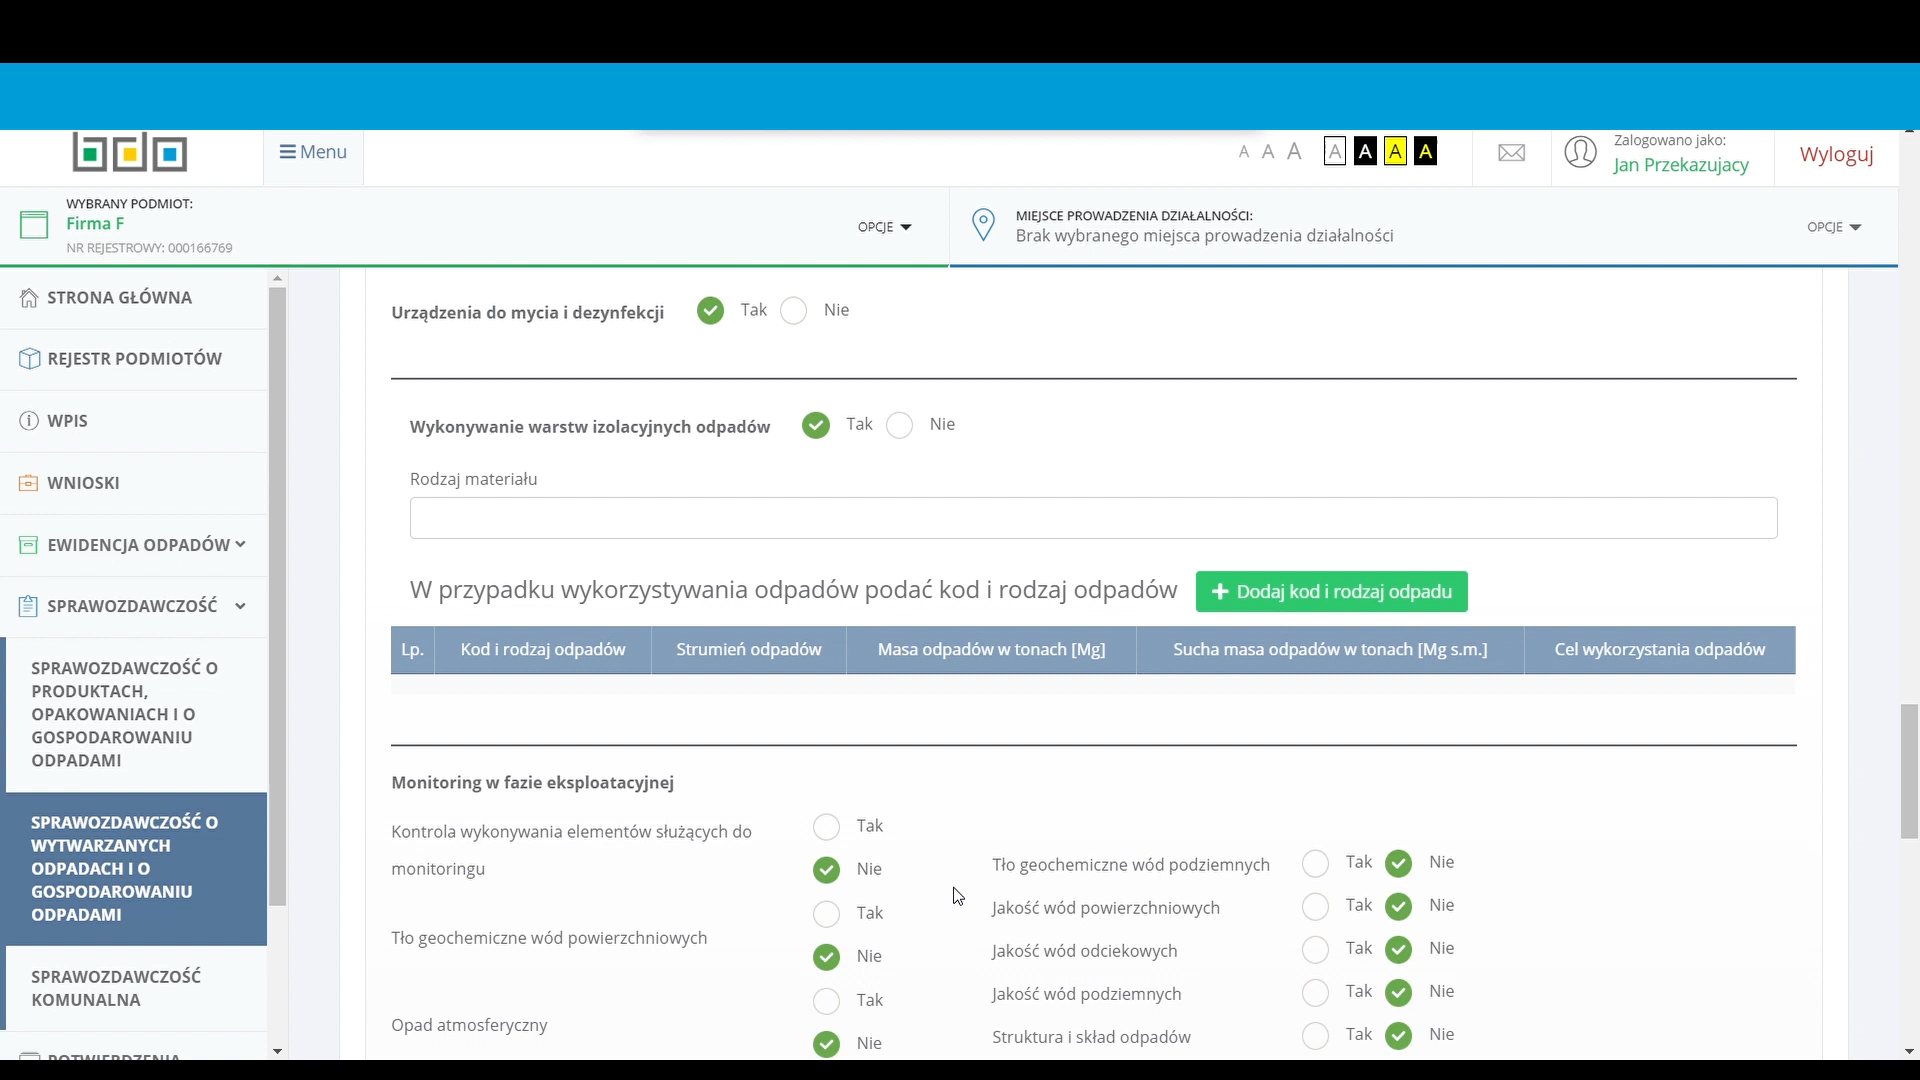 bdo
Menu
A A A A A A A
Zalogowano jako:
Jan Przekazujacy
Wyloguj
WYBRANY PODMIOT:
Firma F
NR REJESTROWY: 000166769
OPCJE
MIEJSCE PROWADZENIA DZIAŁALNOŚCI:
Brak wybranego miejsca prowadzenia działalności
OPCJE
STRONA GŁÓWNA
REJESTR PODMIOTÓW
WPIS
WNIOSKI
EWIDENCJA ODPADÓW
SPRAWOZDAWCZOŚĆ
SPRAWOZDAWCZOŚĆ O
PRODUKTACH,
OPAKOWANIACH I O
GOSPODAROWANIU
ODPADAMI
SPRAWOZDAWCZOŚĆ O
WYTWARZANYCH
ODPADACH I O
GOSPODAROWANIU
ODPADAMI
SPRAWOZDAWCZOŚĆ
KOMUNALNA
POTWIERDZENIA
Urządzenia do mycia i dezynfekcji Tak Nie
Wykonywanie warstw izolacyjnych odpadów Tak Nie
Rodzaj materiału
W przypadku wykorzystywania odpadów podać kod i rodzaj odpadów + Dodaj kod i rodzaj odpadu
Lp. Kod i rodzaj odpadów Strumień odpadów Masa odpadów w tonach [Mg] Sucha masa odpadów w tonach [Mg s.m.] Cel wykorzystania odpadów
Monitoring w fazie eksploatacyjnej
Kontrola wykonywania elementów służących do
monitoringu
Tak
Nie
Tło geochemiczne wód powierzchniowych
Tak
Nie
Opad atmosferyczny
Tak
Nie
Tło geochemiczne wód podziemnych Tak Nie
Jakość wód powierzchniowych Tak Nie
Jakość wód odciekowych Tak Nie
Jakość wód podziemnych Tak Nie
Struktura i skład odpadów Tak Nie